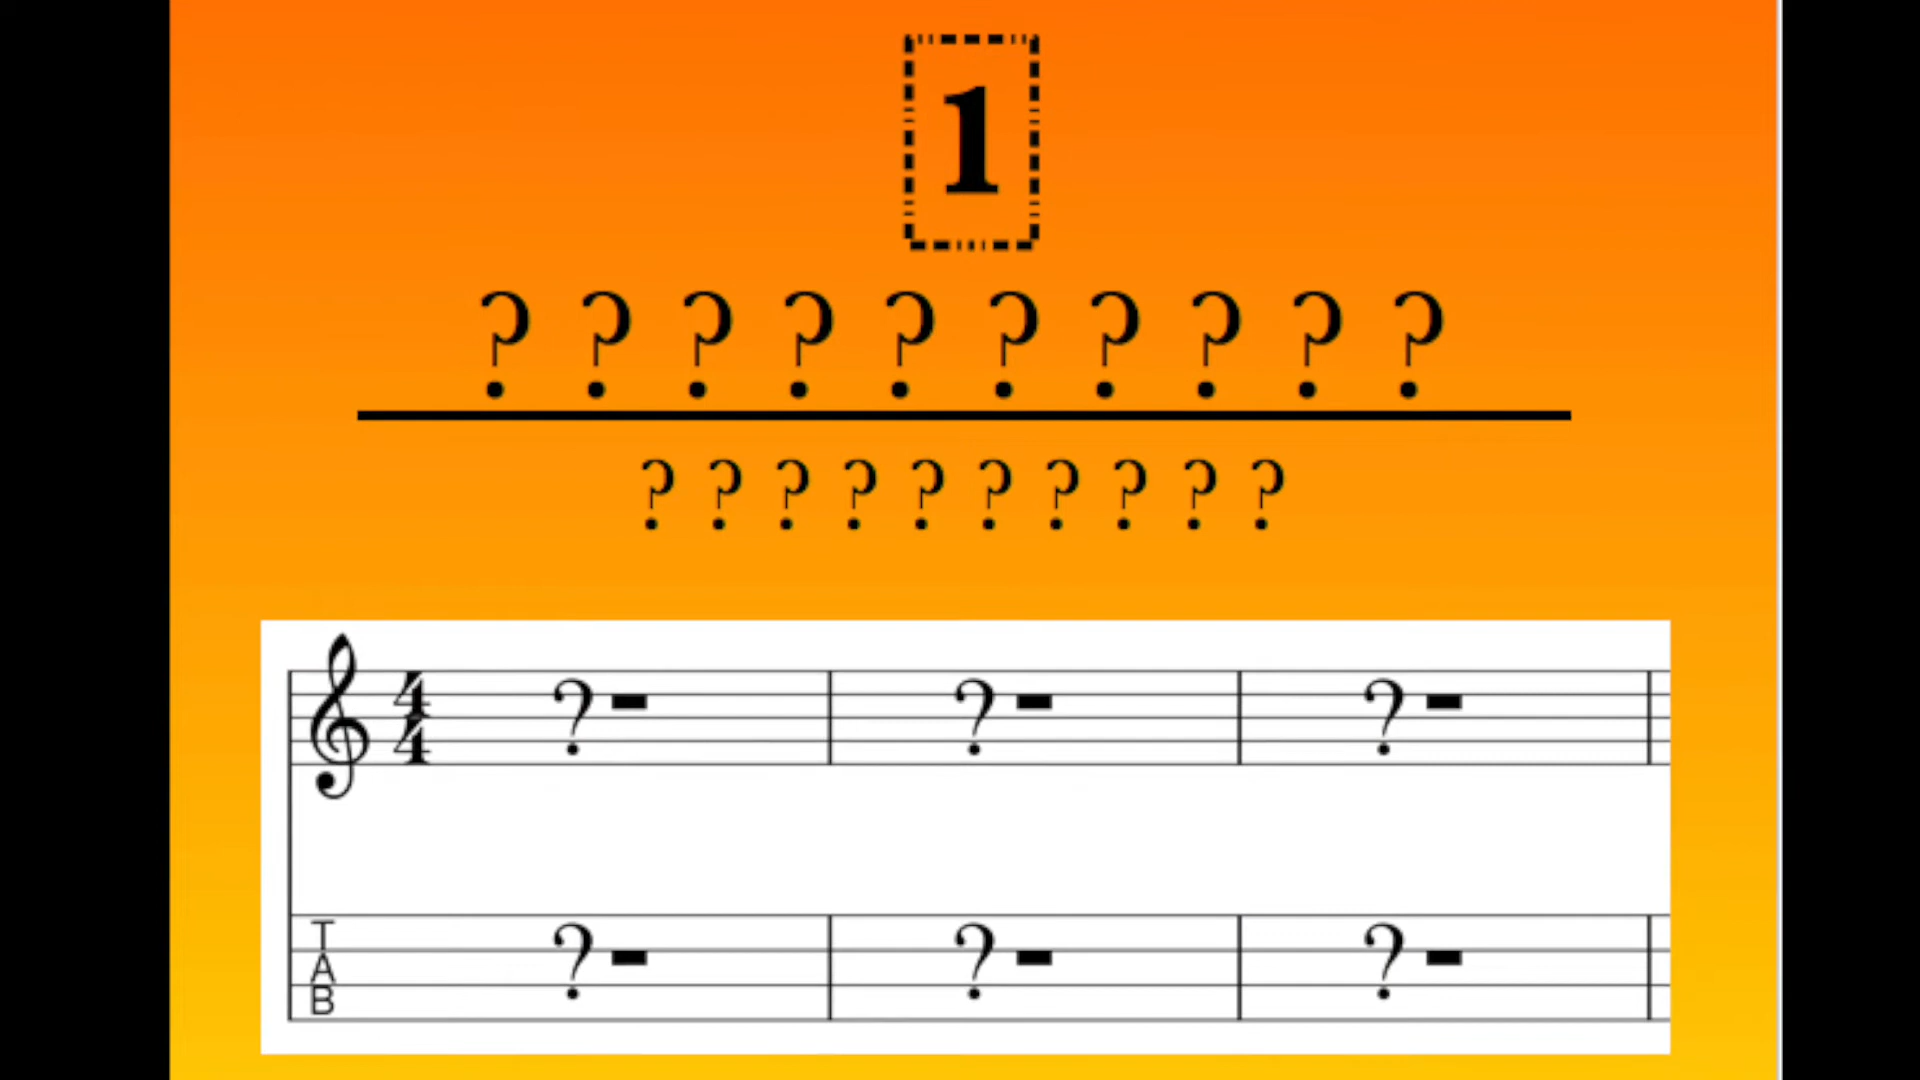 1
? ? ? ? ? ? ? ? ? ?
? ? ? ? ? ? ? ? ? ?
4 ? ? ?
4
T ? ? ?
A
B